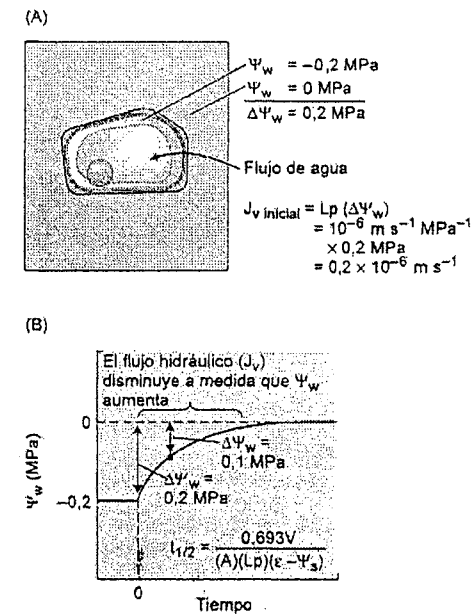 (A)
Ψw = −0,2 MPa
Ψw = 0 MPa
ΔΨw = 0,2 MPa
Flujo de agua
Jv inicial = Lp (ΔΨw)
= 10⁻⁶ m s⁻¹ MPa⁻¹
× 0,2 MPa
= 0,2 × 10⁻⁶ m s⁻¹
(B)
El flujo hidráulico (Jv)
disminuye a medida que Ψw
aumenta
0
ΔΨw =
0,1 MPa
Ψw (MPa)
ΔΨw =
0,2 MPa
−0,2
t1/2 = 0,693V
(A)(Lp)(ε −Ψs)
0
Tiempo